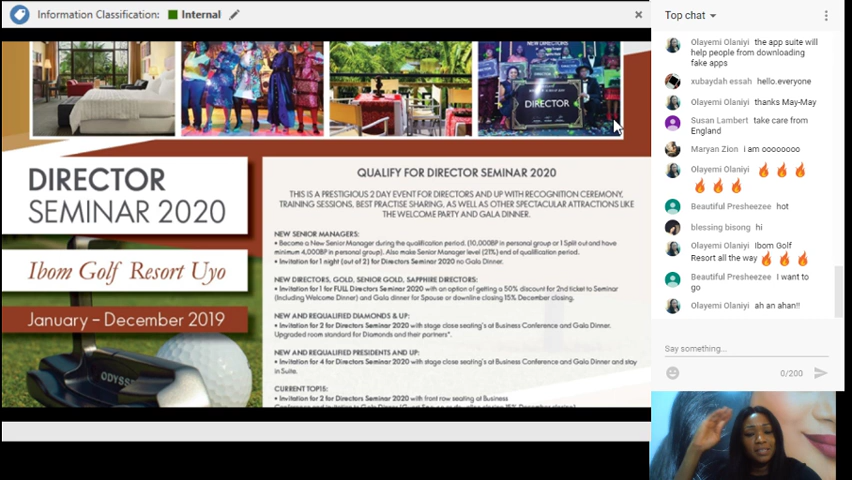 Information Classification: Internal
DIRECTOR
DIRECTOR
SEMINAR 2020
Ibom Golf Resort Uyo
January – December 2019
ODYSS
QUALIFY FOR DIRECTOR SEMINAR 2020
THIS IS A PRESTIGIOUS 2 DAY EVENT FOR DIRECTORS AND UP WITH RECOGNITION CEREMONY,
TRAINING SESSIONS, BEST PRACTISE SHARING, AS WELL AS OTHER SPECTACULAR ATTRACTIONS LIKE
THE WELCOME PARTY AND GALA DINNER.
NEW SENIOR MANAGERS:
• Become a New Senior Manager during the qualification period. (10,000BP in personal group or 1 Split out and have
minimum 4,000BP in personal group). Also make Senior Manager level (21%) end of qualification period.
• Invitation for 1 night (out of 2) for Directors Seminar 2020 no Gala Dinner.
NEW DIRECTORS, GOLD, SENIOR GOLD, SAPPHIRE DIRECTORS:
• Invitation for 1 for FULL Directors Seminar 2020 with an option of getting a 50% discount for 2nd ticket to Seminar
(Including Welcome Dinner) and Gala dinner for Spouse or downline closing 15% December closing.
NEW AND REQUALIFIED DIAMONDS & UP:
• Invitation for 2 for Directors Seminar 2020 with stage close seating's at Business Conference and Gala Dinner.
Upgraded room standard for Diamonds and their partners*.
NEW AND REQUALIFIED PRESIDENTS AND UP:
• Invitation for 4 for Directors Seminar 2020 with stage close seating's at Business Conference and Gala Dinner and stay
in Suite.
CURRENT TOP15:
• Invitation for 2 for Directors Seminar 2020 with front row seating at Business
Top chat
Olayemi Olaniyi the app suite will
help people from downloading
fake apps
xubaydah essah hello.everyone
Olayemi Olaniyi thanks May-May
Susan Lambert take care from
England
Maryan Zion i am oooooooo
Olayemi Olaniyi 🔥 🔥 🔥
🔥 🔥 🔥
Beautiful Presheezee hot
blessing bisong hi
Olayemi Olaniyi Ibom Golf
Resort all the way 🔥 🔥 🔥
Beautiful Presheezee I want to
go
Olayemi Olaniyi ah an ahan!!
Say something...
0/200